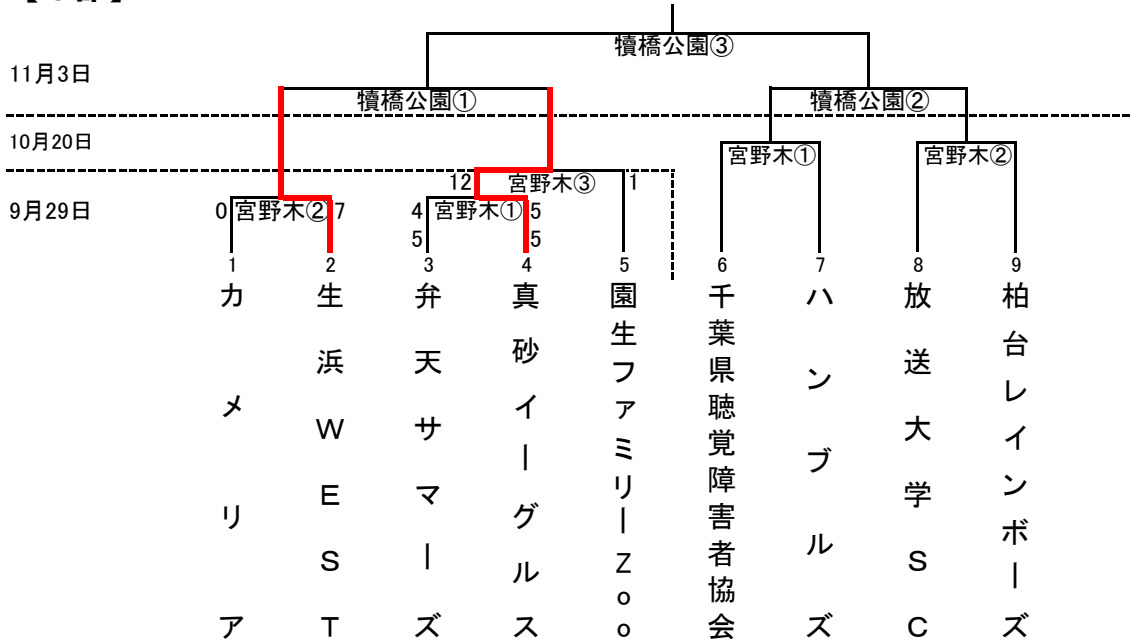 犢橋公園③
11月3日
犢橋公園①
犢橋公園②
10月20日
宮野木①
宮野木②
12
宮野木③
1
9月29日
0
宮野木②
7
4
宮野木①
5
5
5
1
2
3
4
5
6
7
8
9
カメリア
生浜WEST
弁天サマーズ
真砂イーグルス
園生ファミリーZoo
千葉県聴覚障害者協会
ハンブルズ
放送大学SC
柏台レインボーズ